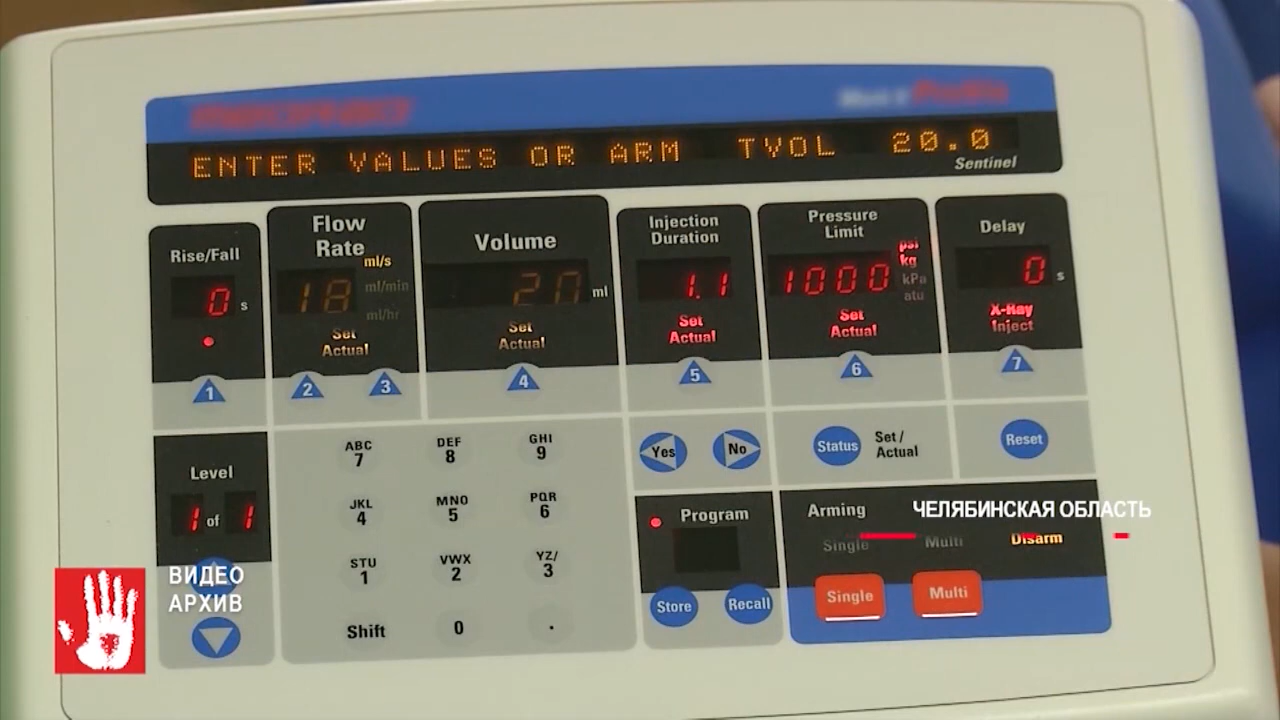 ENTER VALUES OR ARM TVOL 20.0
Sentinel
Rise/Fall
0 s
1
Flow
Rate
18
ml/s
ml/min
ml/hr
Set
Actual
2 3
Volume
20 ml
Set
Actual
4
Injection
Duration
1.1
Set
Actual
5
Pressure
Limit
1000
psi
kg
kPa
atu
Set
Actual
6
Delay
0 s
X-Ray
Inject
7
Level
1 of 1
ABC DEF GHI
7 8 9
JKL MNO PQR
4 5 6
STU VWX YZ/
1 2 3
Shift 0 .
Yes No
Status
Set /
Actual
Reset
Program
Store Recall
Arming
Single Multi Disarm
Single Multi
ЧЕЛЯБИНСКАЯ ОБЛАСТЬ
ВИДЕО
АРХИВ